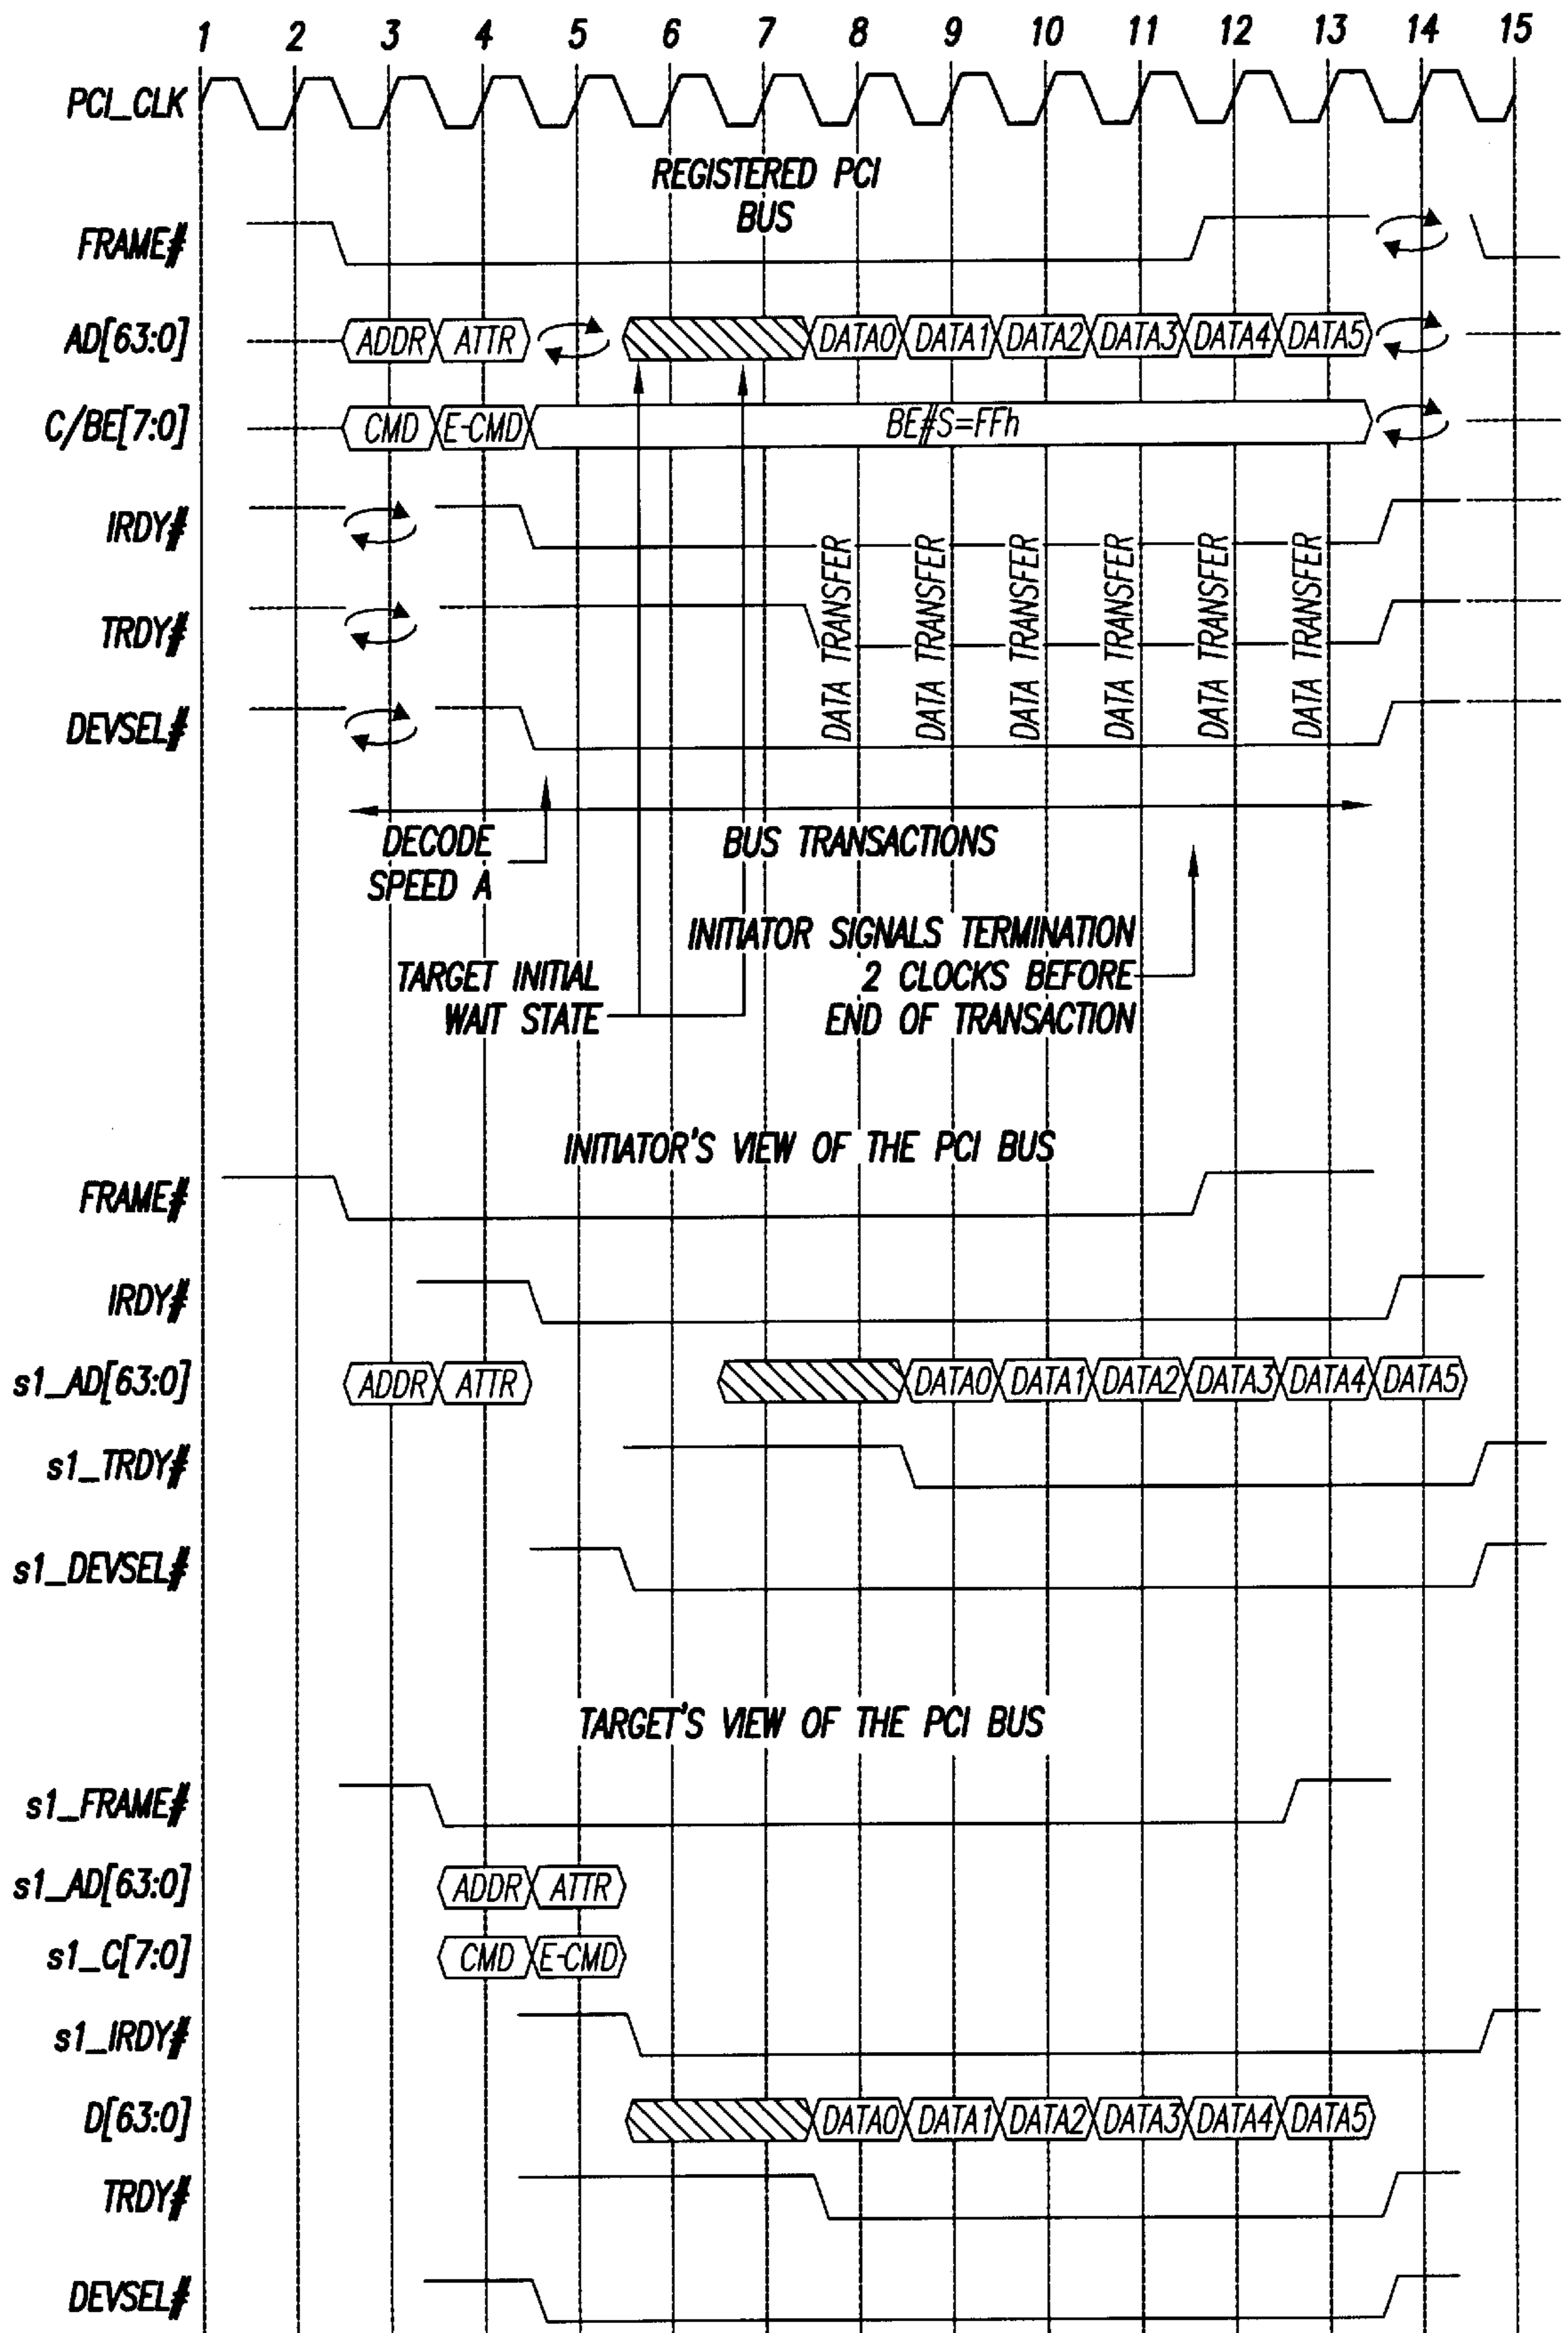 1 2 3 4 5 6 7 8 9 10 11 12 13 14 15
PCI_CLK
REGISTERED PCI
BUS
FRAME#
AD[63:0] ADDR ATTR DATA0 DATA1 DATA2 DATA3 DATA4 DATA5
C/BE[7:0] CMD E-CMD BE#S=FFh
IRDY#
TRDY#
DEVSEL#
DATA TRANSFER
DATA TRANSFER
DATA TRANSFER
DATA TRANSFER
DATA TRANSFER
DATA TRANSFER
DECODE
SPEED A
BUS TRANSACTIONS
TARGET INITIAL
WAIT STATE
INITIATOR SIGNALS TERMINATION
2 CLOCKS BEFORE
END OF TRANSACTION
INITIATOR'S VIEW OF THE PCI BUS
FRAME#
IRDY#
s1_AD[63:0] ADDR ATTR DATA0 DATA1 DATA2 DATA3 DATA4 DATA5
s1_TRDY#
s1_DEVSEL#
TARGET'S VIEW OF THE PCI BUS
s1_FRAME#
s1_AD[63:0] ADDR ATTR
s1_C[7:0] CMD E-CMD
s1_IRDY#
D[63:0] DATA0 DATA1 DATA2 DATA3 DATA4 DATA5
TRDY#
DEVSEL#